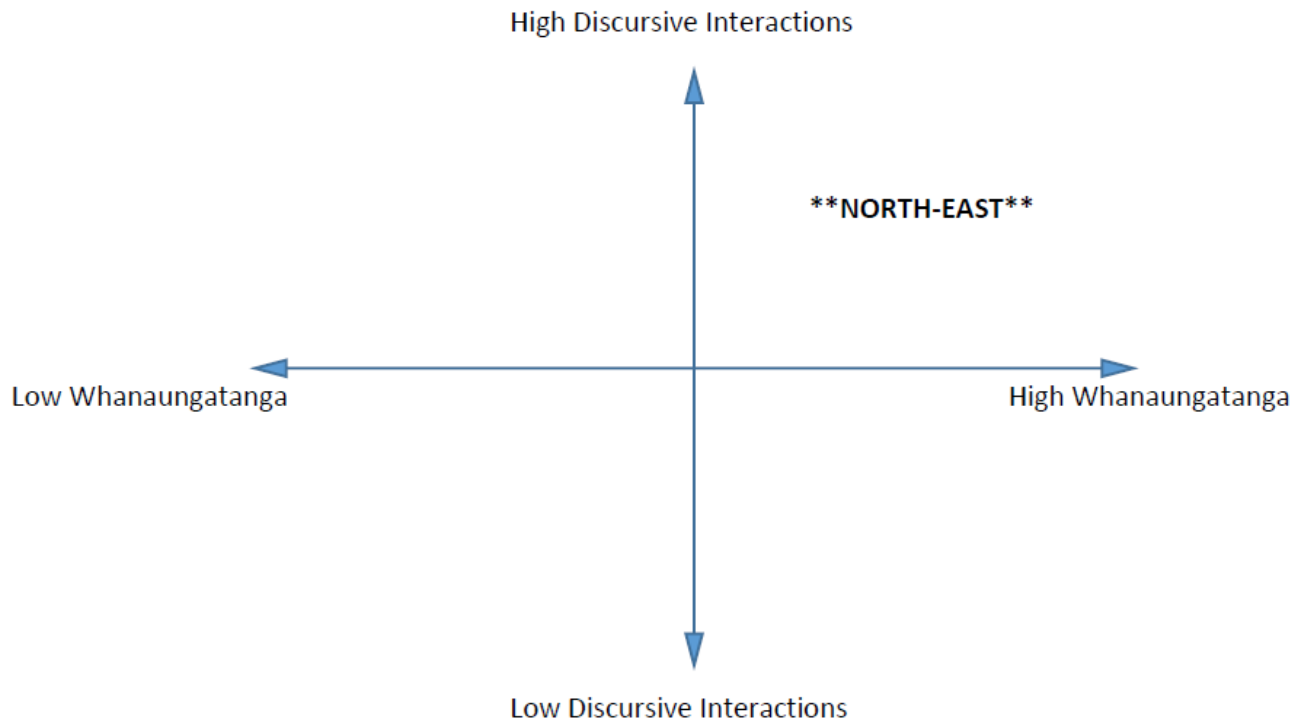 High Discursive Interactions
**NORTH-EAST**
Low Whanaungatanga
High Whanaungatanga
Low Discursive Interactions